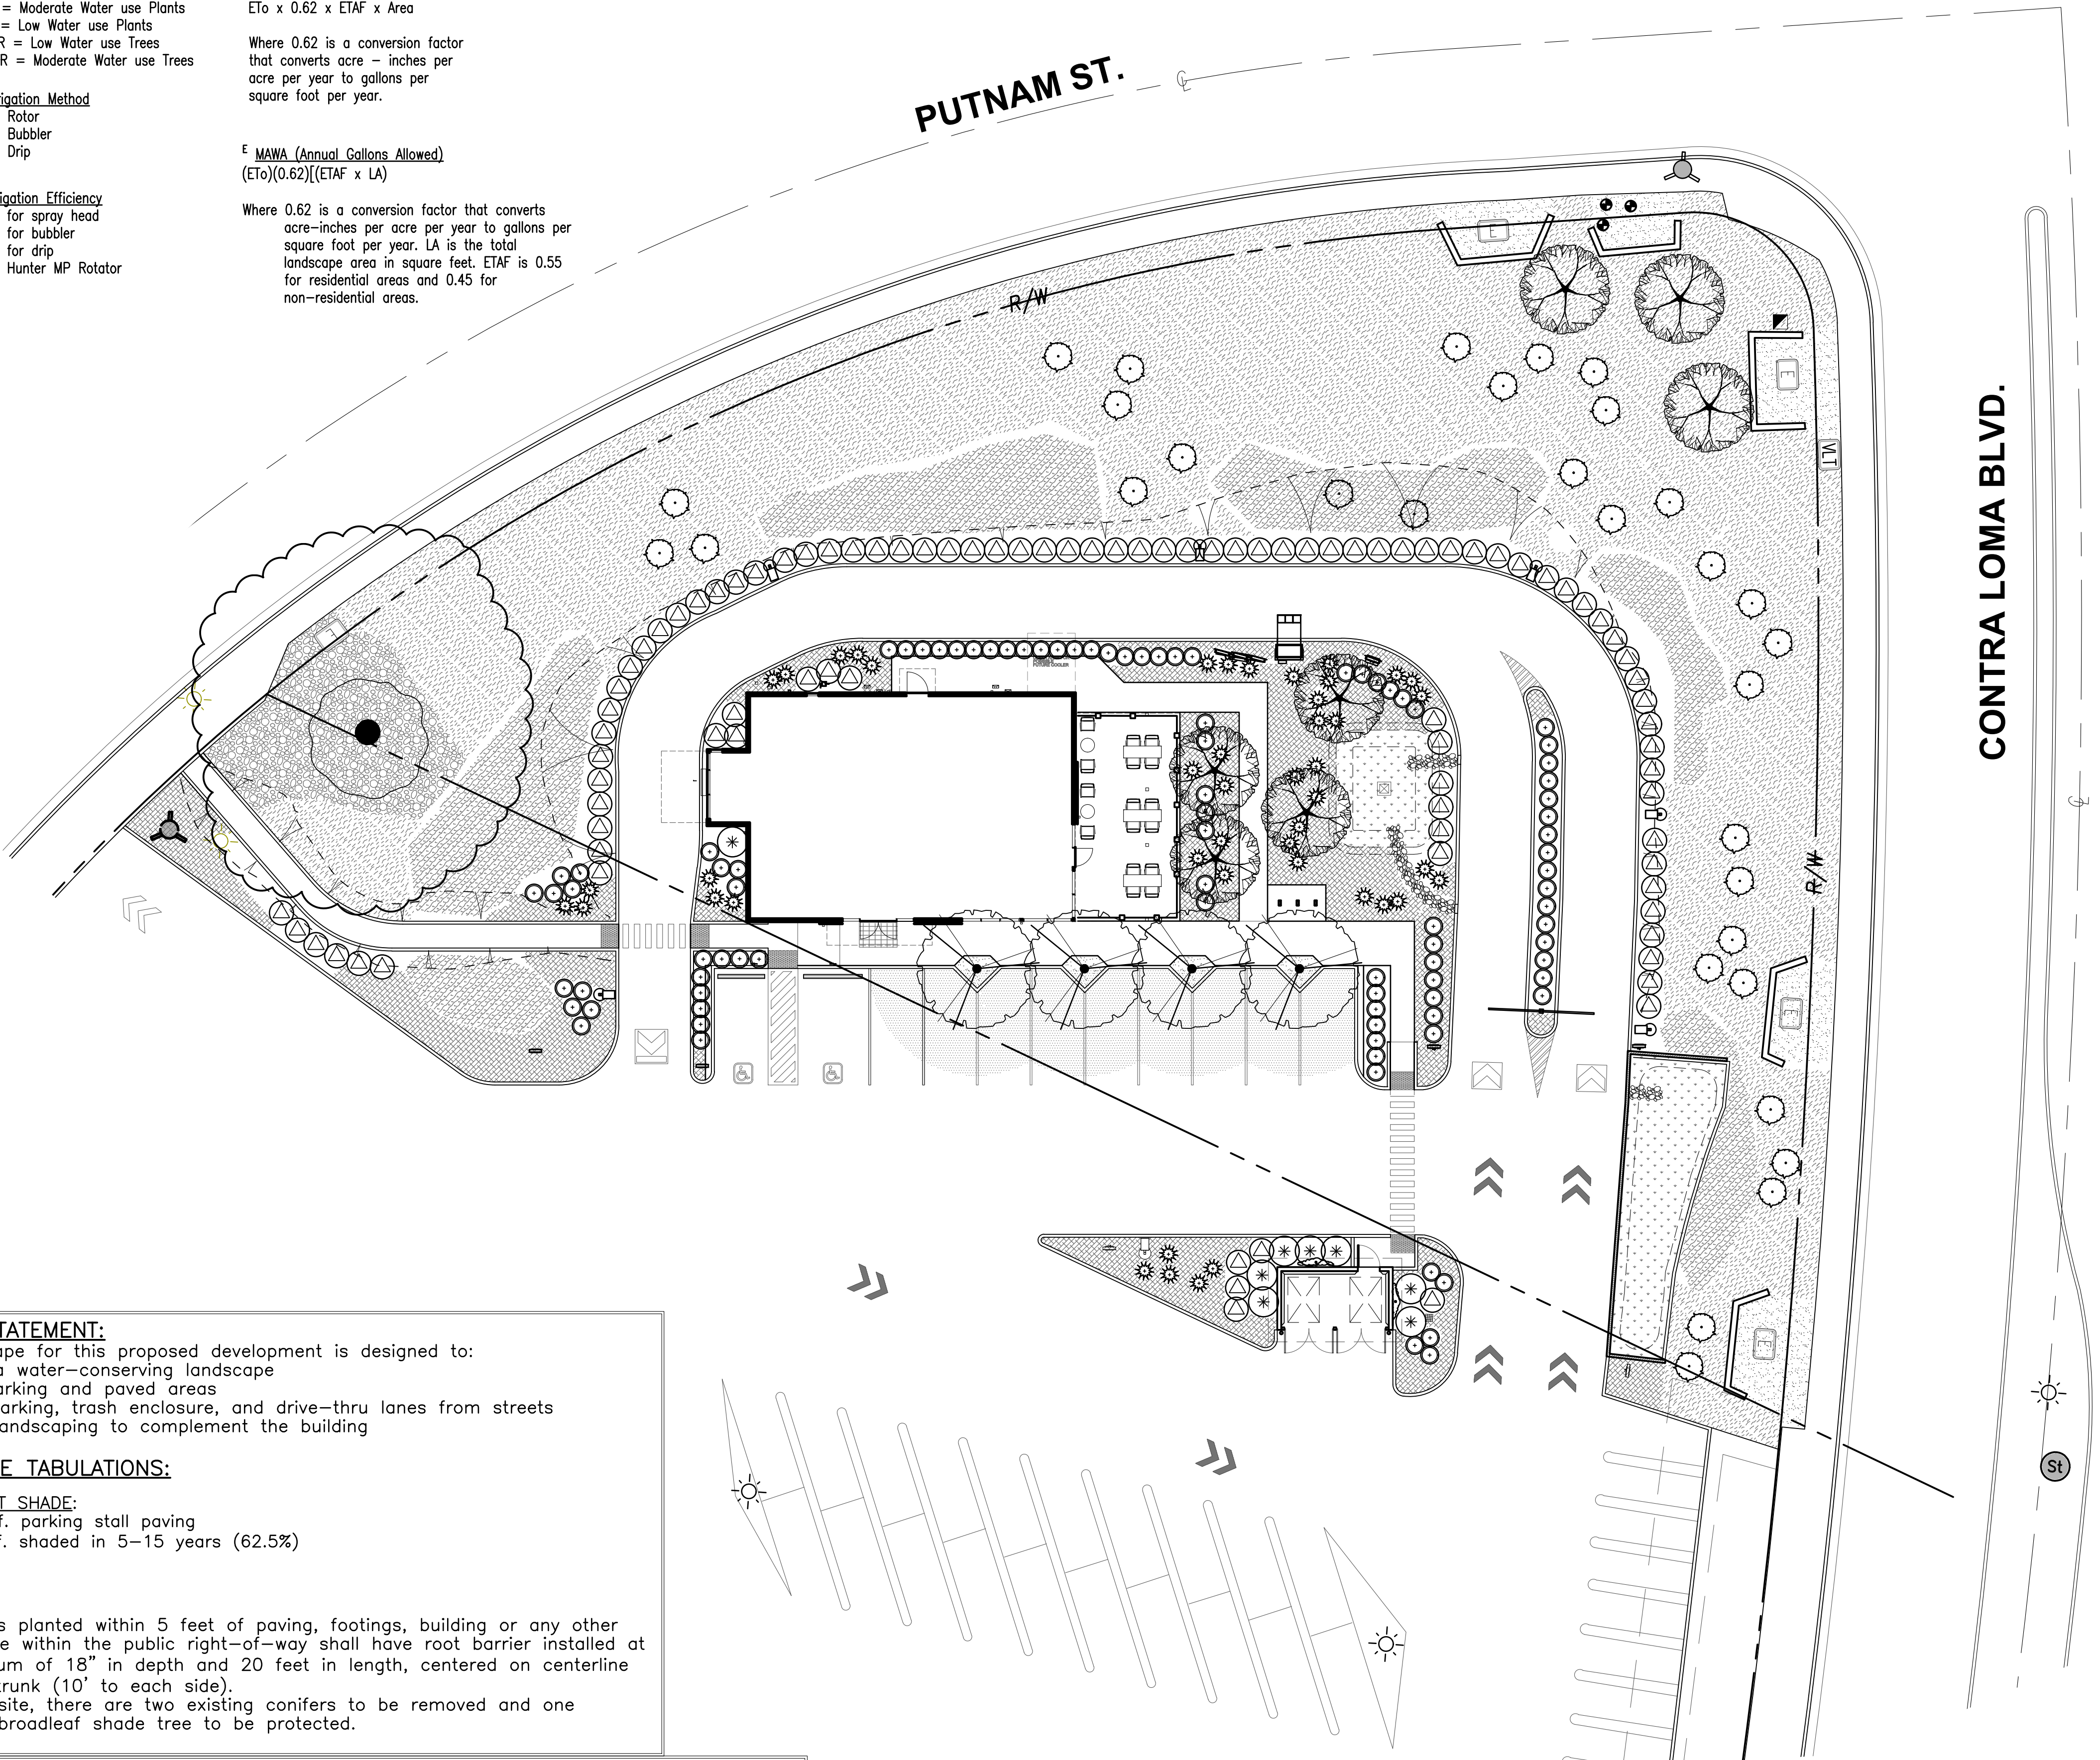 = Moderate Water use Plants
= Low Water use Plants
R = Low Water use Trees
R = Moderate Water use Trees
rigation Method
Rotor
Bubbler
Drip
igation Efficiency
for spray head
for bubbler
for drip
Hunter MP Rotator
ETo x 0.62 x ETAF x Area
Where 0.62 is a conversion factor
that converts acre – inches per
acre per year to gallons per
square foot per year.
E MAWA (Annual Gallons Allowed)
(ETo)(0.62)[(ETAF x LA)
Where 0.62 is a conversion factor that converts
acre–inches per acre per year to gallons per
square foot per year. LA is the total
landscape area in square feet. ETAF is 0.55
for residential areas and 0.45 for
non–residential areas.
PUTNAM ST.
R/W
E
E
VLT
CONTRA LOMA BLVD.
FUTURE COOLER
R/W
E
E
St
TATEMENT:
ape for this proposed development is designed to:
a water–conserving landscape
arking and paved areas
arking, trash enclosure, and drive–thru lanes from streets
andscaping to complement the building
E TABULATIONS:
T SHADE:
f. parking stall paving
f. shaded in 5–15 years (62.5%)
s planted within 5 feet of paving, footings, building or any other
e within the public right–of–way shall have root barrier installed at
um of 18" in depth and 20 feet in length, centered on centerline
trunk (10' to each side).
site, there are two existing conifers to be removed and one
broadleaf shade tree to be protected.